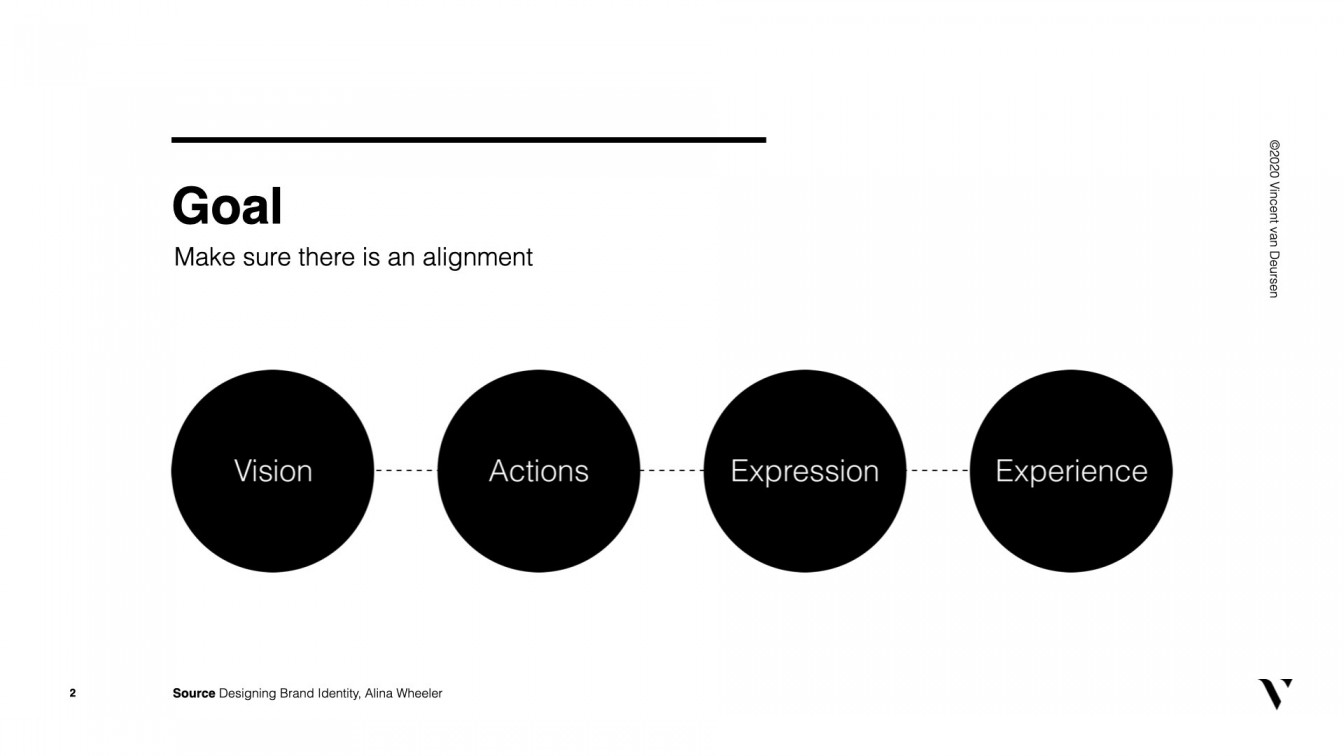 Goal
Make sure there is an alignment
Vision
Actions
Expression
Experience
2
Source Designing Brand Identity, Alina Wheeler
©2020 Vincent van Deursen